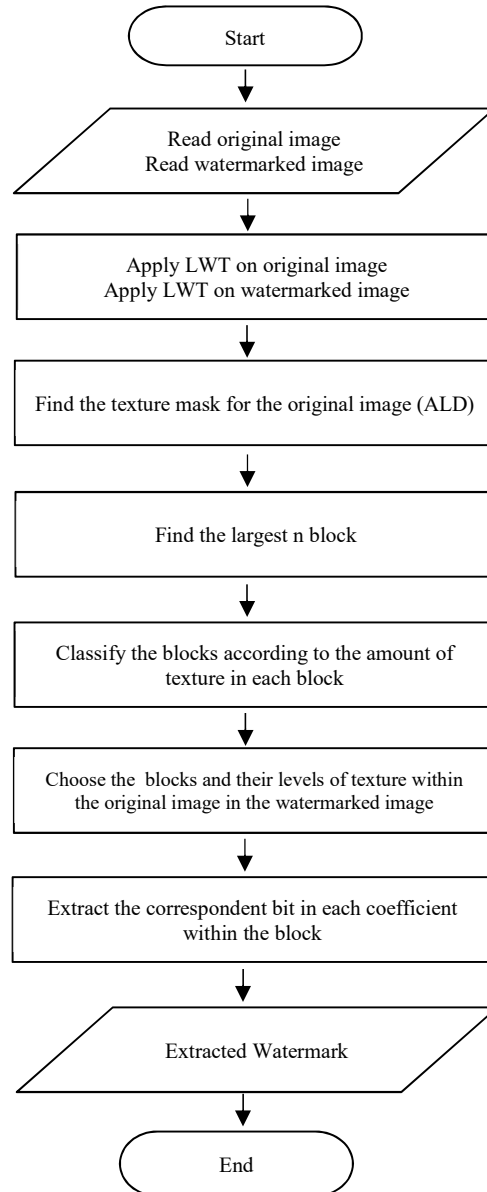 Start
Read original image
Read watermarked image
Apply LWT on original image
Apply LWT on watermarked image
Find the texture mask for the original image (ALD)
Find the largest n block
Classify the blocks according to the amount of
texture in each block
Choose the blocks and their levels of texture within
the original image in the watermarked image
Extract the correspondent bit in each coefficient
within the block
Extracted Watermark
End